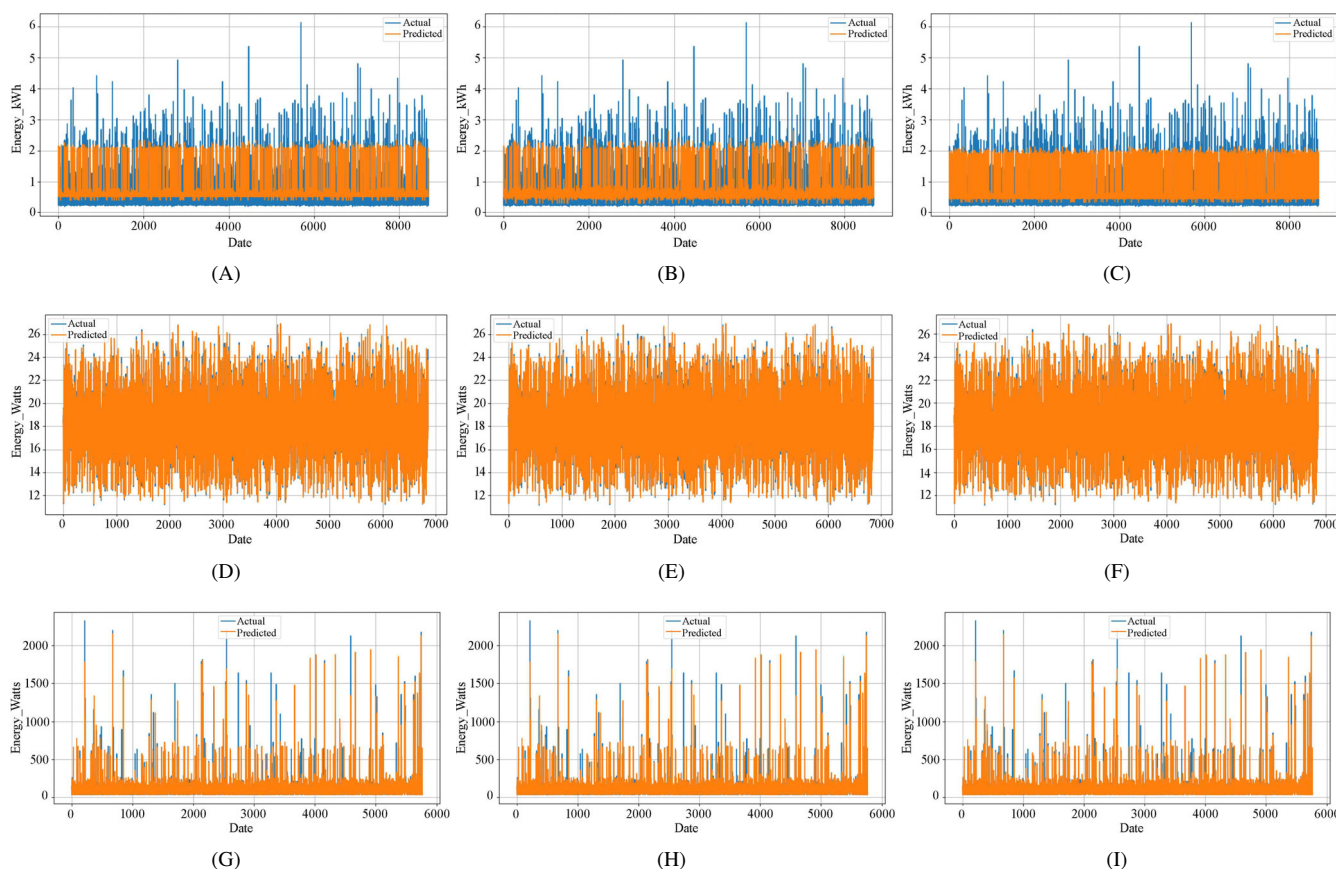 6
5
4
3
2
1
0
Energy_kWh
Actual
Predicted
0 2000 4000 6000 8000
Date
(A)
6
5
4
3
2
1
0
Energy_kWh
Actual
Predicted
0 2000 4000 6000 8000
Date
(B)
6
5
4
3
2
1
0
Energy_kWh
Actual
Predicted
0 2000 4000 6000 8000
Date
(C)
26
24
22
20
18
16
14
12
Energy_Watts
Actual
Predicted
0 1000 2000 3000 4000 5000 6000 7000
Date
(D)
26
24
22
20
18
16
14
12
Energy_Watts
Actual
Predicted
0 1000 2000 3000 4000 5000 6000 7000
Date
(E)
26
24
22
20
18
16
14
12
Energy_Watts
Actual
Predicted
0 1000 2000 3000 4000 5000 6000 7000
Date
(F)
2000
1500
1000
500
0
Energy_Watts
Actual
Predicted
0 1000 2000 3000 4000 5000 6000
Date
(G)
2000
1500
1000
500
0
Energy_Watts
Actual
Predicted
0 1000 2000 3000 4000 5000 6000
Date
(H)
2000
1500
1000
500
0
Energy_Watts
Actual
Predicted
0 1000 2000 3000 4000 5000 6000
Date
(I)